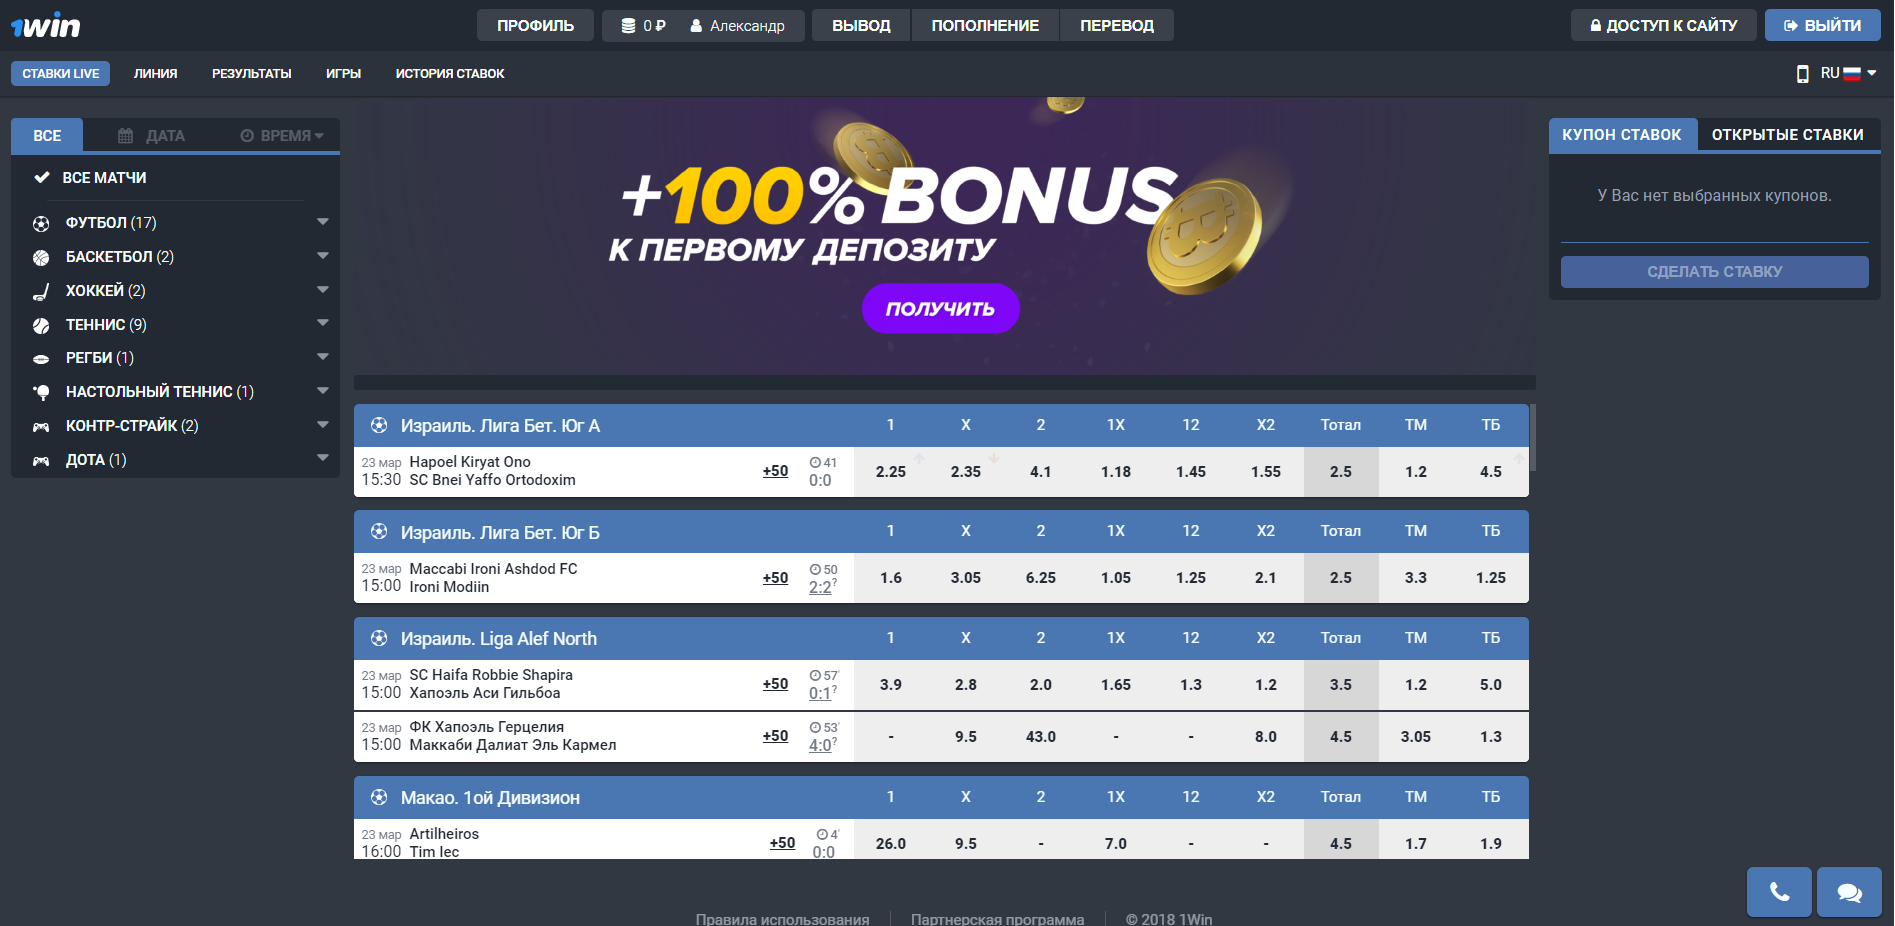 1win
ПРОФИЛЬ
0 ₽ Александр
ВЫВОД
ПОПОЛНЕНИЕ
ПЕРЕВОД
ДОСТУП К САЙТУ
ВЫЙТИ
СТАВКИ LIVE
ЛИНИЯ
РЕЗУЛЬТАТЫ
ИГРЫ
ИСТОРИЯ СТАВОК
RU
ВСЕ
ДАТА
ВРЕМЯ
ВСЕ МАТЧИ
ФУТБОЛ (17)
БАСКЕТБОЛ (2)
ХОККЕЙ (2)
ТЕННИС (9)
РЕГБИ (1)
НАСТОЛЬНЫЙ ТЕННИС (1)
КОНТР-СТРАЙК (2)
ДОТА (1)
+100% BONUS
К ПЕРВОМУ ДЕПОЗИТУ
ПОЛУЧИТЬ
КУПОН СТАВОК
ОТКРЫТЫЕ СТАВКИ
У Вас нет выбранных купонов.
СДЕЛАТЬ СТАВКУ
Израиль. Лига Бет. Юг А 1 X 2 1X 12 X2 Тотал ТМ ТБ
23 мар Hapoel Kiryat Ono 41
15:30 SC Bnei Yaffo Ortodoxim +50 0:0 2.25 2.35 4.1 1.18 1.45 1.55 2.5 1.2 4.5
Израиль. Лига Бет. Юг Б 1 X 2 1X 12 X2 Тотал ТМ ТБ
23 мар Maccabi Ironi Ashdod FC 50
15:00 Ironi Modiin +50 2:2? 1.6 3.05 6.25 1.05 1.25 2.1 2.5 3.3 1.25
Израиль. Liga Alef North 1 X 2 1X 12 X2 Тотал ТМ ТБ
23 мар SC Haifa Robbie Shapira 57'
15:00 Хапоэль Аси Гильбоа +50 0:1? 3.9 2.8 2.0 1.65 1.3 1.2 3.5 1.2 5.0
23 мар ФК Хапоэль Герцелия 53'
15:00 Маккаби Далиат Эль Кармел +50 4:0? - 9.5 43.0 - - 8.0 4.5 3.05 1.3
Макао. 1ой Дивизион 1 X 2 1X 12 X2 Тотал ТМ ТБ
23 мар Artilheiros 4'
16:00 Tim Iec +50 0:0 26.0 9.5 - 7.0 - - 4.5 1.7 1.9
Правила использования
Партнерская программа
© 2018 1Win